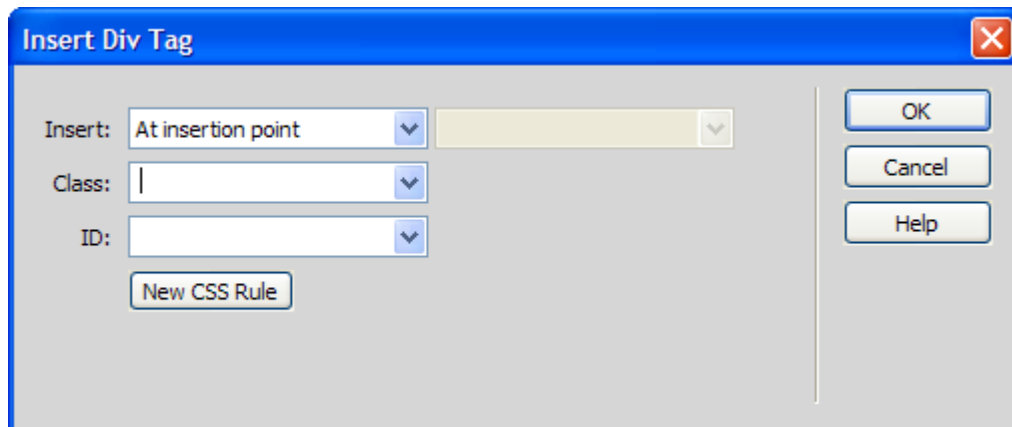 Insert Div Tag
Insert: At insertion point
Class:
ID:
New CSS Rule
OK
Cancel
Help